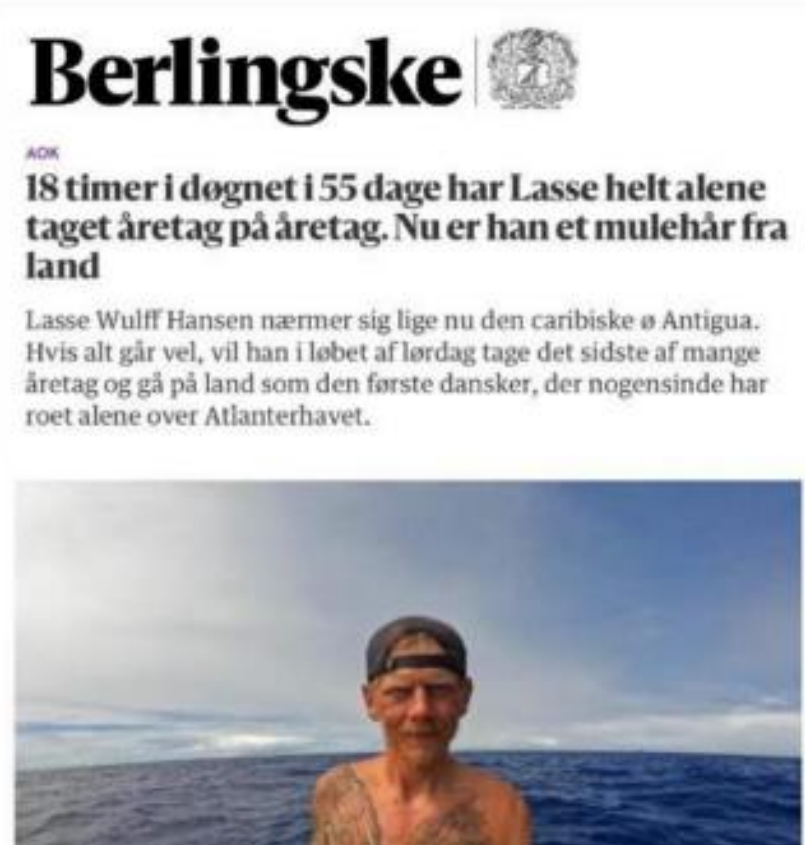 Berlingske
AOK
18 timer i døgnet i 55 dage har Lasse helt alene
taget åretag på åretag. Nu er han et mulehår fra
land
Lasse Wulff Hansen nærmer sig lige nu den caribiske ø Antigua.
Hvis alt går vel, vil han i løbet af lørdag tage det sidste af mange
åretag og gå på land som den første dansker, der nogensinde har
roet alene over Atlanterhavet.